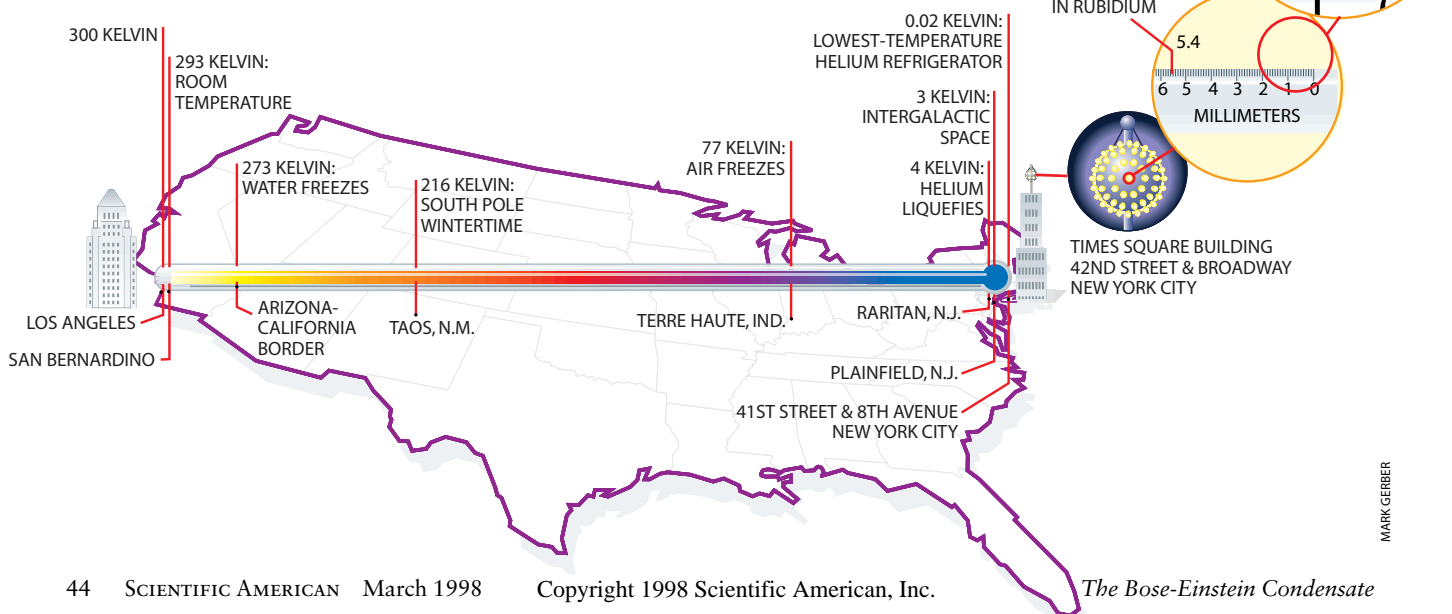 300 KELVIN
293 KELVIN:
ROOM
TEMPERATURE
273 KELVIN:
WATER FREEZES
216 KELVIN:
SOUTH POLE
WINTERTIME
77 KELVIN:
AIR FREEZES
0.02 KELVIN:
LOWEST-TEMPERATURE
HELIUM REFRIGERATOR
3 KELVIN:
INTERGALACTIC
SPACE
4 KELVIN:
HELIUM
LIQUEFIES
IN RUBIDIUM
5.4
6 5 4 3 2 1 0
MILLIMETERS
TIMES SQUARE BUILDING
42ND STREET & BROADWAY
NEW YORK CITY
LOS ANGELES
SAN BERNARDINO
ARIZONA-
CALIFORNIA
BORDER
TAOS, N.M.
TERRE HAUTE, IND.
RARITAN, N.J.
PLAINFIELD, N.J.
41ST STREET & 8TH AVENUE
NEW YORK CITY
MARK GERBER
44 SCIENTIFIC AMERICAN March 1998 Copyright 1998 Scientific American, Inc. The Bose-Einstein Condensate